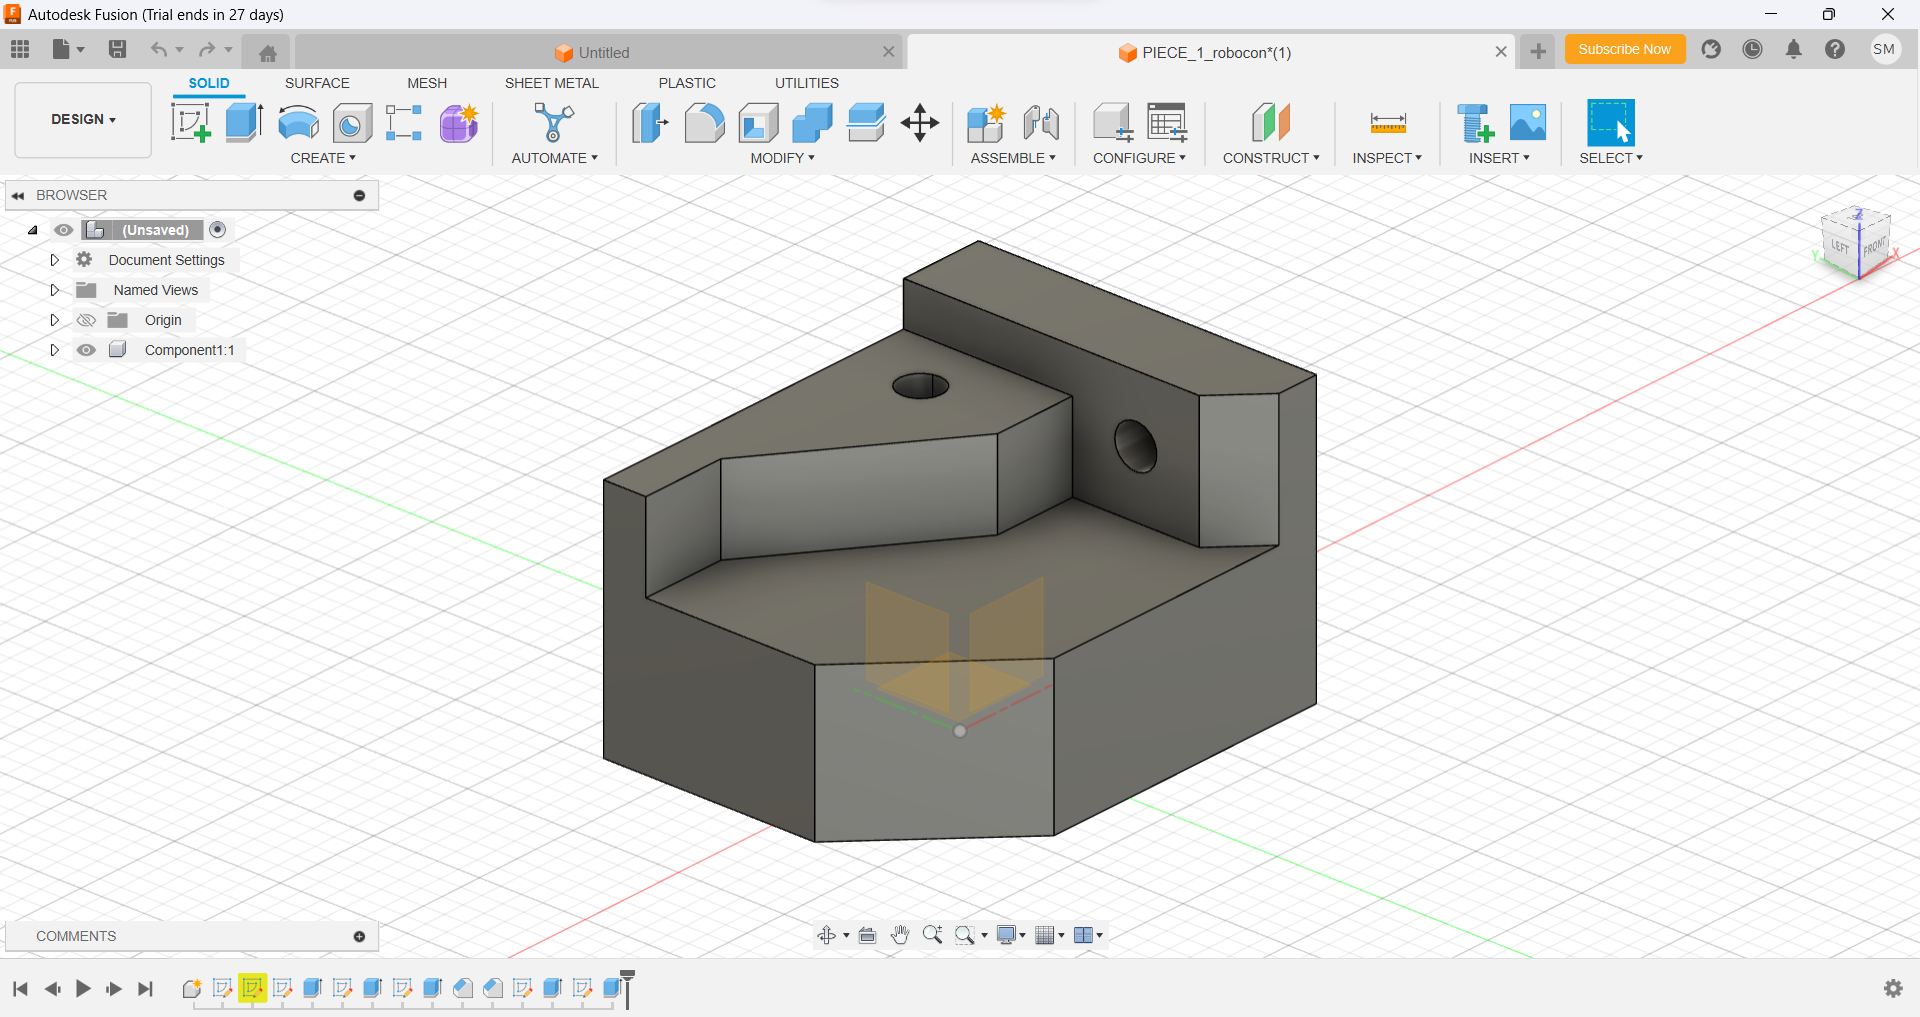 Autodesk Fusion (Trial ends in 27 days)
Untitled
PIECE_1_robocon*(1)
Subscribe Now
SM
DESIGN
SOLID
SURFACE
MESH
SHEET METAL
PLASTIC
UTILITIES
CREATE
AUTOMATE
MODIFY
ASSEMBLE
CONFIGURE
CONSTRUCT
INSPECT
INSERT
SELECT
BROWSER
(Unsaved)
Document Settings
Named Views
Origin
Component1:1
Z
LEFT
FRONT
Y
X
COMMENTS